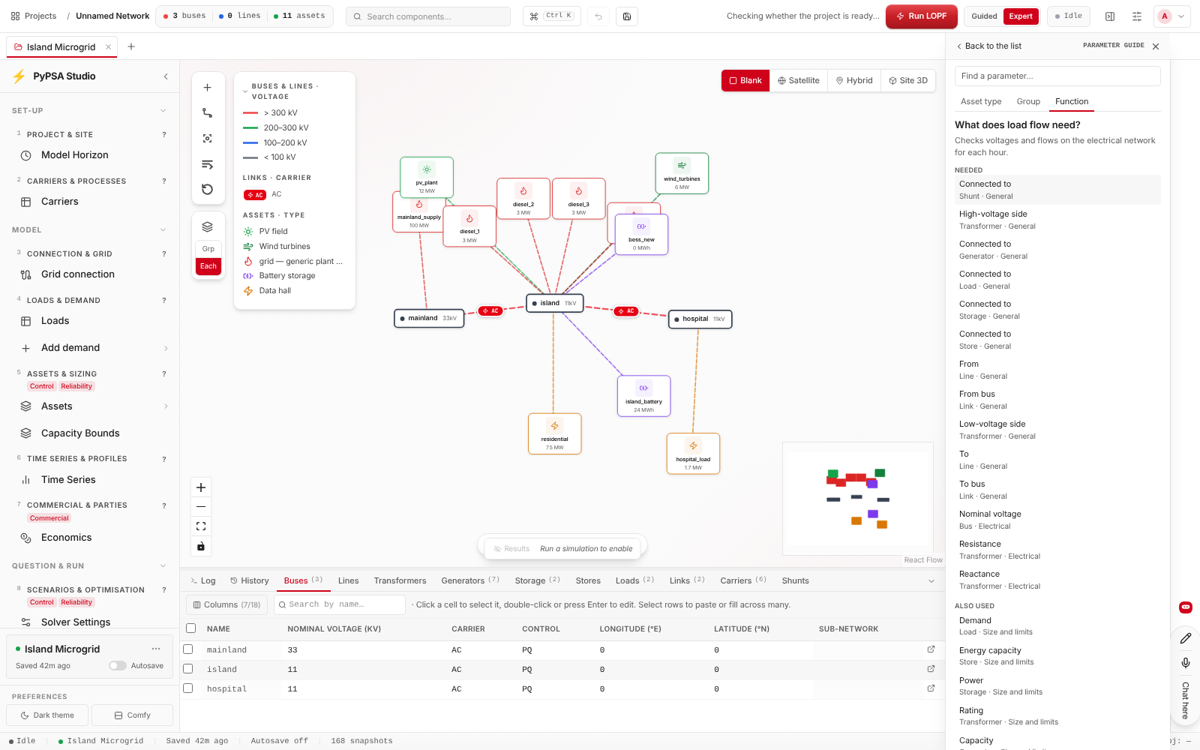 Projects / Unnamed Network
3 buses 0 lines 11 assets
Search components...
⌘ Ctrl K
Checking whether the project is ready...
Run LOPF
Guided Expert
Idle
A
Island Microgrid × +
PyPSA Studio
SET-UP
1 PROJECT & SITE ?
Model Horizon
2 CARRIERS & PROCESSES ?
Carriers
MODEL
3 CONNECTION & GRID ?
Grid connection
4 LOADS & DEMAND ?
Loads
Add demand
5 ASSETS & SIZING ?
Control Reliability
Assets
Capacity Bounds
6 TIME SERIES & PROFILES ?
Time Series
7 COMMERCIAL & PARTIES ?
Commercial
Economics
QUESTION & RUN
8 SCENARIOS & OPTIMISATION ?
Control Reliability
Solver Settings
Island Microgrid ...
Saved 42m ago Autosave
PREFERENCES
Dark theme Comfy
Grp
Each
BUSES & LINES ·
VOLTAGE
> 300 kV
200–300 kV
100–200 kV
< 100 kV
LINKS · CARRIER
AC AC
ASSETS · TYPE
PV field
Wind turbines
grid — generic plant ...
Battery storage
Data hall
Blank Satellite Hybrid Site 3D
pv_plant
12 MW
mainland_supply
100 MW
diesel_1
3 MW
diesel_2
3 MW
diesel_3
3 MW
wind_turbines
6 MW
bess_new
0 MWh
mainland 33kV
AC
island 11kV
AC
hospital 11kV
island_battery
24 MWh
residential
7.5 MW
hospital_load
1.7 MW
Results Run a simulation to enable
React Flow
Log History Buses (3) Lines Transformers Generators (7) Storage (2) Stores Loads (2) Links (2) Carriers (6) Shunts
Columns (7/18) Search by name… · Click a cell to select it, double-click or press Enter to edit. Select rows to paste or fill across many.
NAME NOMINAL VOLTAGE (KV) CARRIER CONTROL LONGITUDE (°E) LATITUDE (°N) SUB-NETWORK
mainland 33 AC PQ 0 0
island 11 AC PQ 0 0
hospital 11 AC PQ 0 0
Back to the list PARAMETER GUIDE ×
Find a parameter...
Asset type Group Function
What does load flow need?
Checks voltages and flows on the electrical network
for each hour.
NEEDED
Connected to
Shunt · General
High-voltage side
Transformer · General
Connected to
Generator · General
Connected to
Load · General
Connected to
Storage · General
Connected to
Store · General
From
Line · General
From bus
Link · General
Low-voltage side
Transformer · General
To
Line · General
To bus
Link · General
Nominal voltage
Bus · Electrical
Resistance
Transformer · Electrical
Reactance
Transformer · Electrical
ALSO USED
Demand
Load · Size and limits
Energy capacity
Store · Size and limits
Power
Storage · Size and limits
Rating
Transformer · Size and limits
Capacity
Chat here
Idle Island Microgrid Saved 42m ago Autosave off 168 snapshots